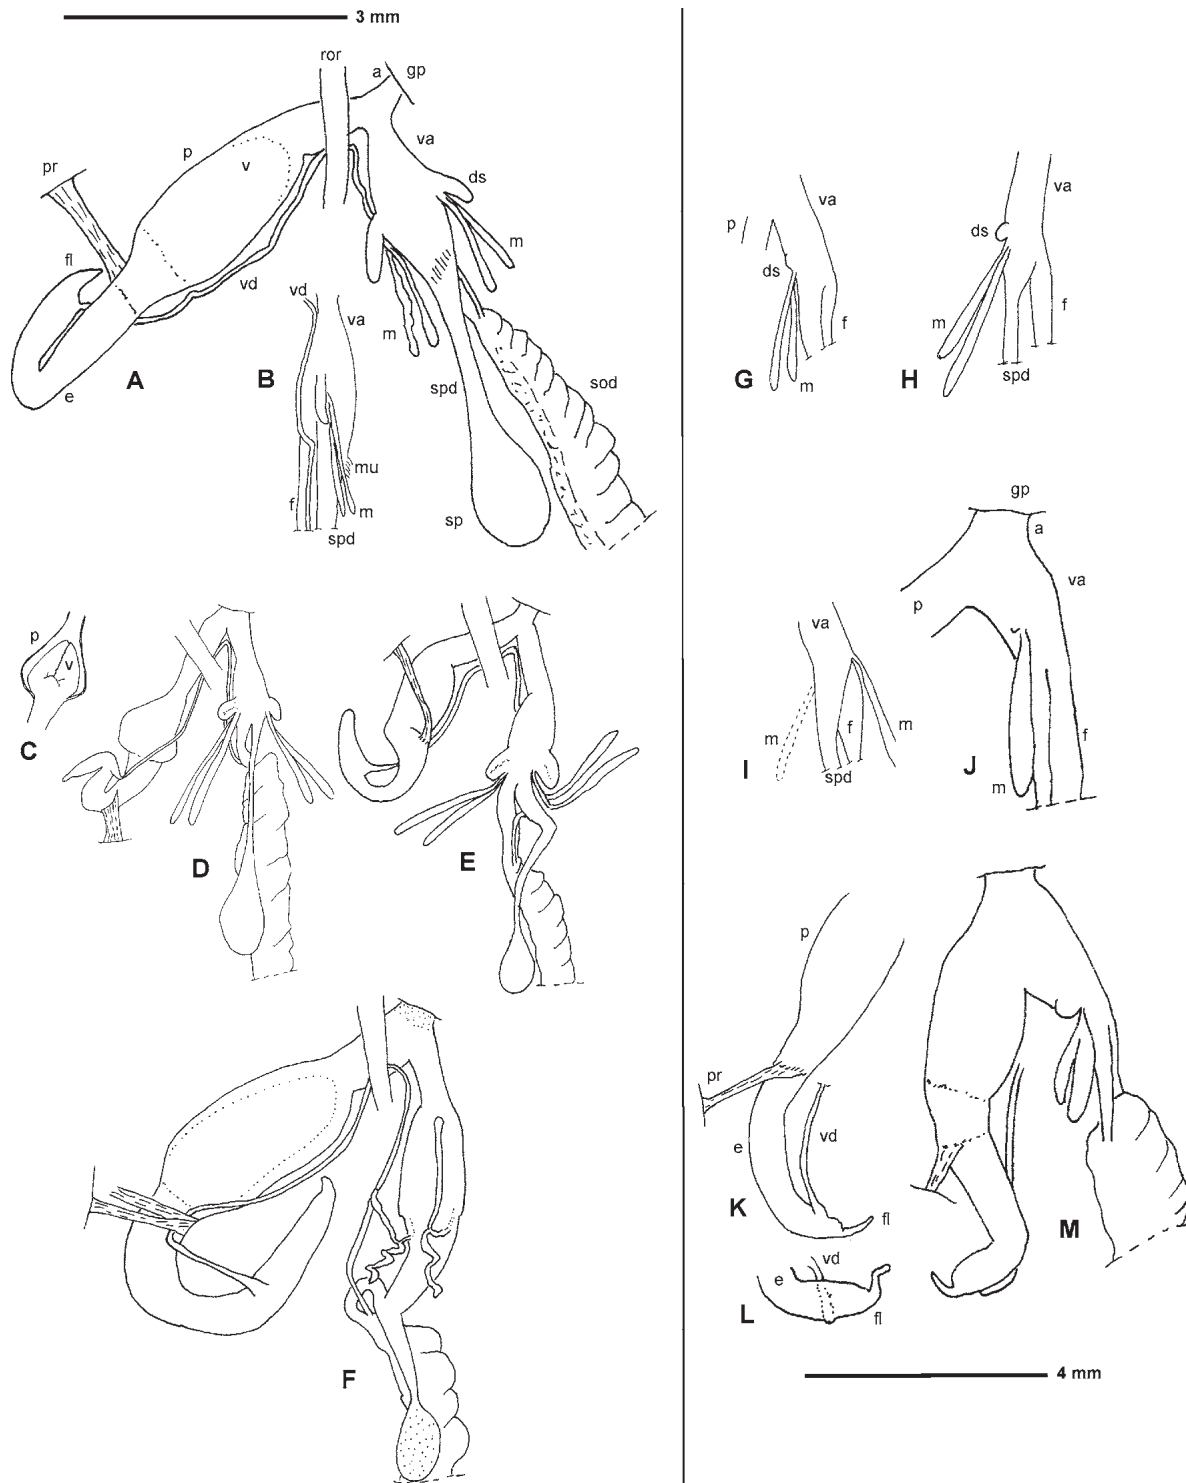 3 mm
ror
a gp
p v va
pr ds
fl m
vd
vd va m
A B
e spd sod
mu
f m
spd sp
p
v
C
D E
F
va va
p ds
ds m f
f
m spd
G H
gp
a
va va
p
m f m f
I spd J
m
p
pr
e vd
K fl M
vd
e
L fl
4 mm